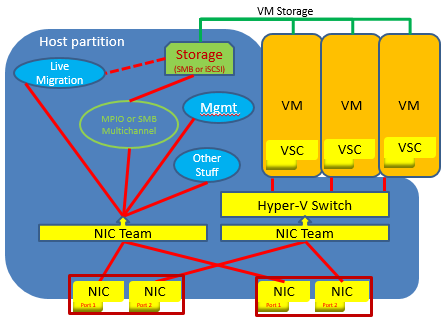 VM Storage
Host partition
Storage
(SMB or iSCSI)
Live
Migration
Mgmt
MPIO or SMB
Multichannel
Other
Stuff
VM
VM
VM
VSC
VSC
VSC
Hyper-V Switch
NIC Team
NIC Team
NIC
Port 1
NIC
Port 2
NIC
Port 1
NIC
Port 2